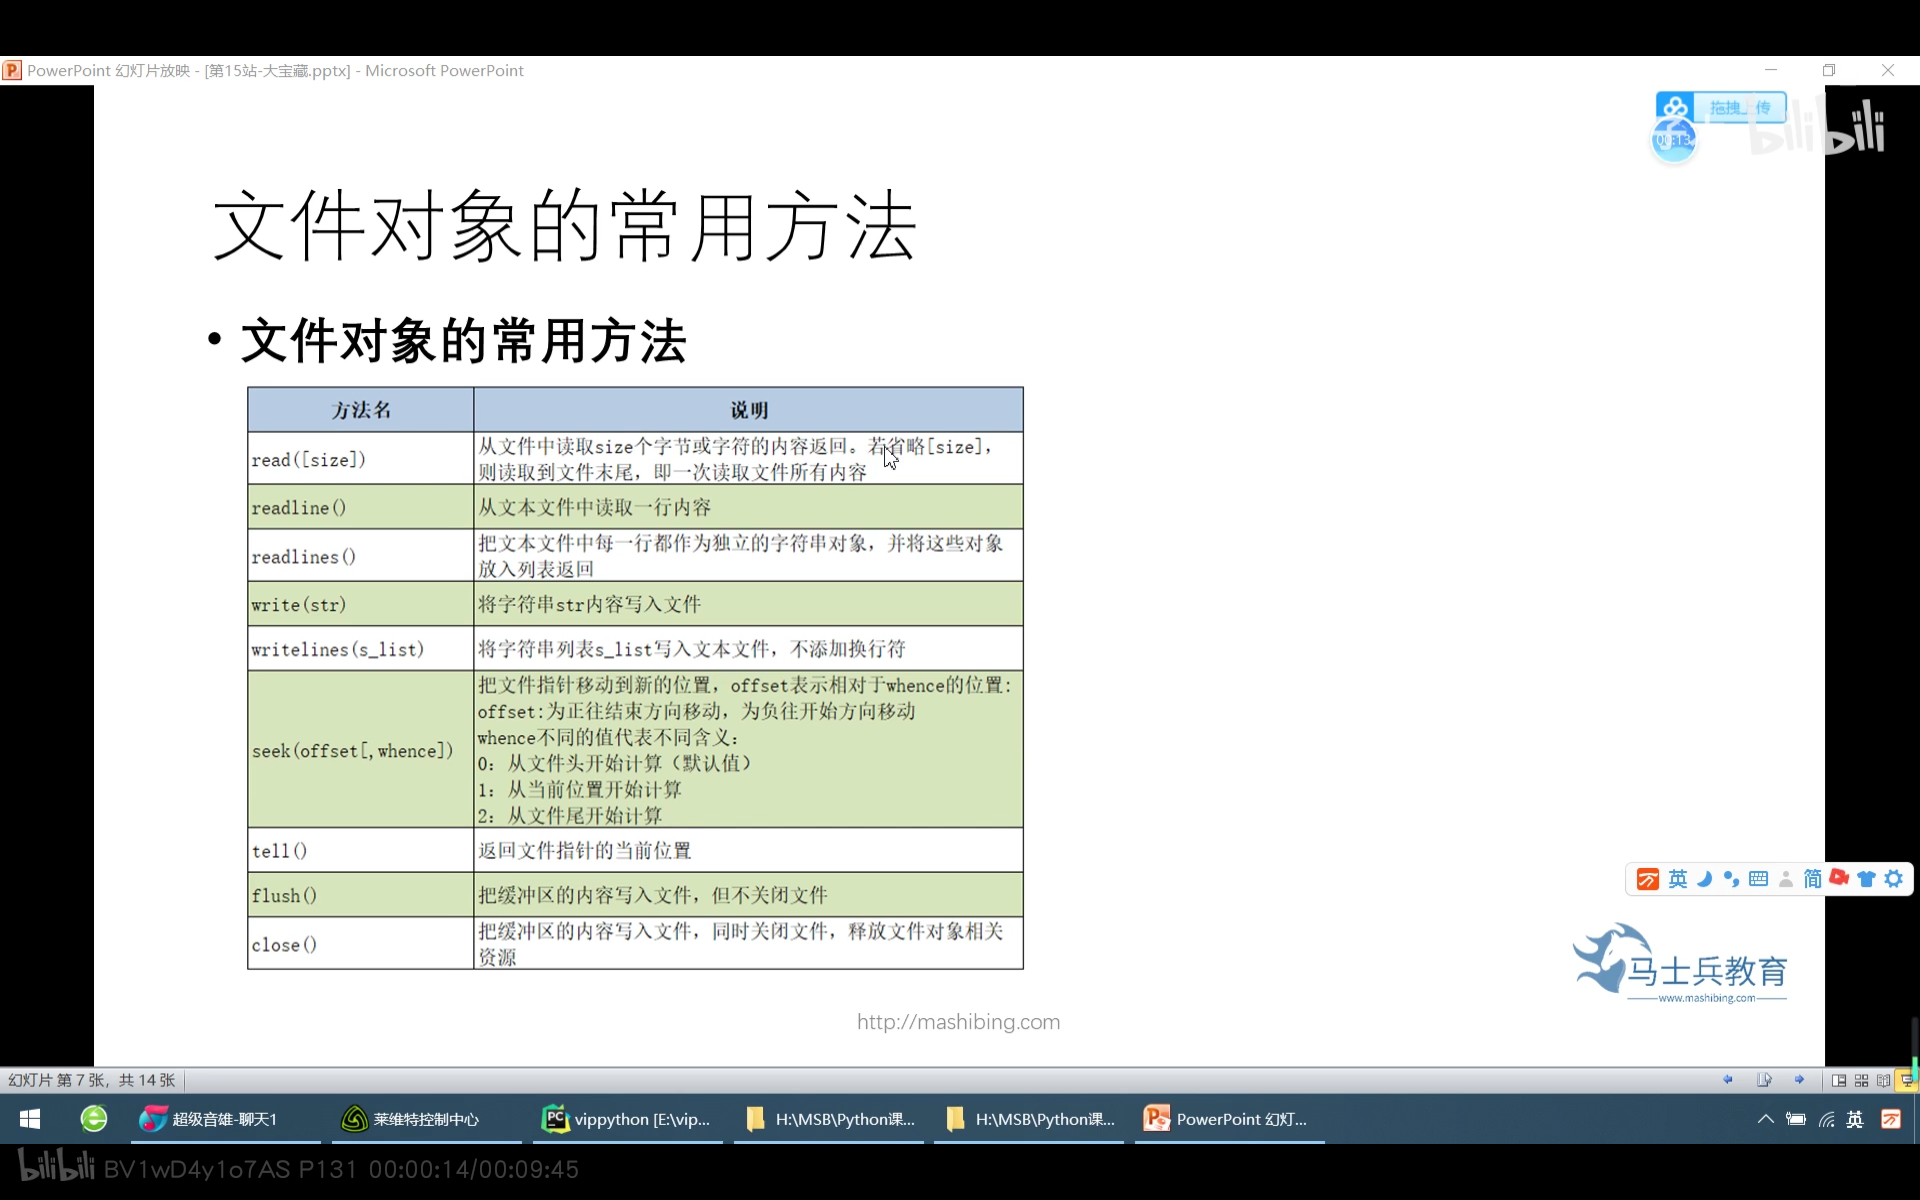 PowerPoint 幻灯片放映 - [第15站-大宝藏.pptx] - Microsoft PowerPoint
bilibili
00:13
文件对象的常用方法
• 文件对象的常用方法
方法名 说明
read([size]) 从文件中读取size个字节或字符的内容返回。若省略[size],
则读取到文件末尾，即一次读取文件所有内容
readline() 从文本文件中读取一行内容
readlines() 把文本文件中每一行都作为独立的字符串对象，并将这些对象
放入列表返回
write(str) 将字符串str内容写入文件
writelines(s_list) 将字符串列表s_list写入文本文件，不添加换行符
seek(offset[,whence]) 把文件指针移动到新的位置，offset表示相对于whence的位置:
offset:为正往结束方向移动，为负往开始方向移动
whence不同的值代表不同含义:
0: 从文件头开始计算（默认值）
1: 从当前位置开始计算
2: 从文件尾开始计算
tell() 返回文件指针的当前位置
flush() 把缓冲区的内容写入文件，但不关闭文件
close() 把缓冲区的内容写入文件，同时关闭文件，释放文件对象相关
资源
英 简
马士兵教育
www.mashibing.com
http://mashibing.com
幻灯片 第 7 张，共 14 张
超级音雄-聊天1 莱维特控制中心 vippython [E:\vip... H:\MSB\Python课... H:\MSB\Python课... PowerPoint 幻灯... 英
bilibili BV1wD4y1o7AS P131 00:00:14/00:09:45